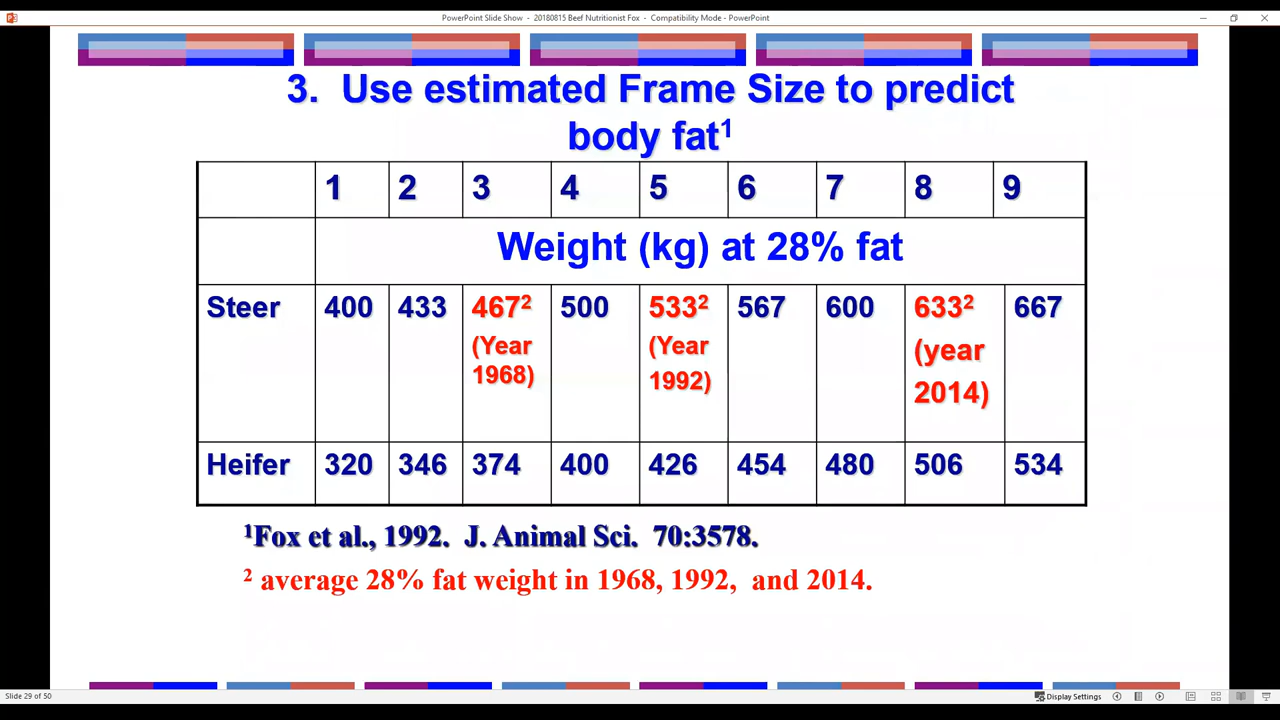 PowerPoint Slide Show - 20180815 Beef Nutritionist Fox - Compatibility Mode - PowerPoint
3. Use estimated Frame Size to predict
body fat¹
1 2 3 4 5 6 7 8 9
Weight (kg) at 28% fat
Steer 400 433 467² (Year 1968) 500 533² (Year 1992) 567 600 633² (year 2014) 667
Heifer 320 346 374 400 426 454 480 506 534
¹Fox et al., 1992. J. Animal Sci. 70:3578.
² average 28% fat weight in 1968, 1992, and 2014.
Slide 29 of 50
Display Settings